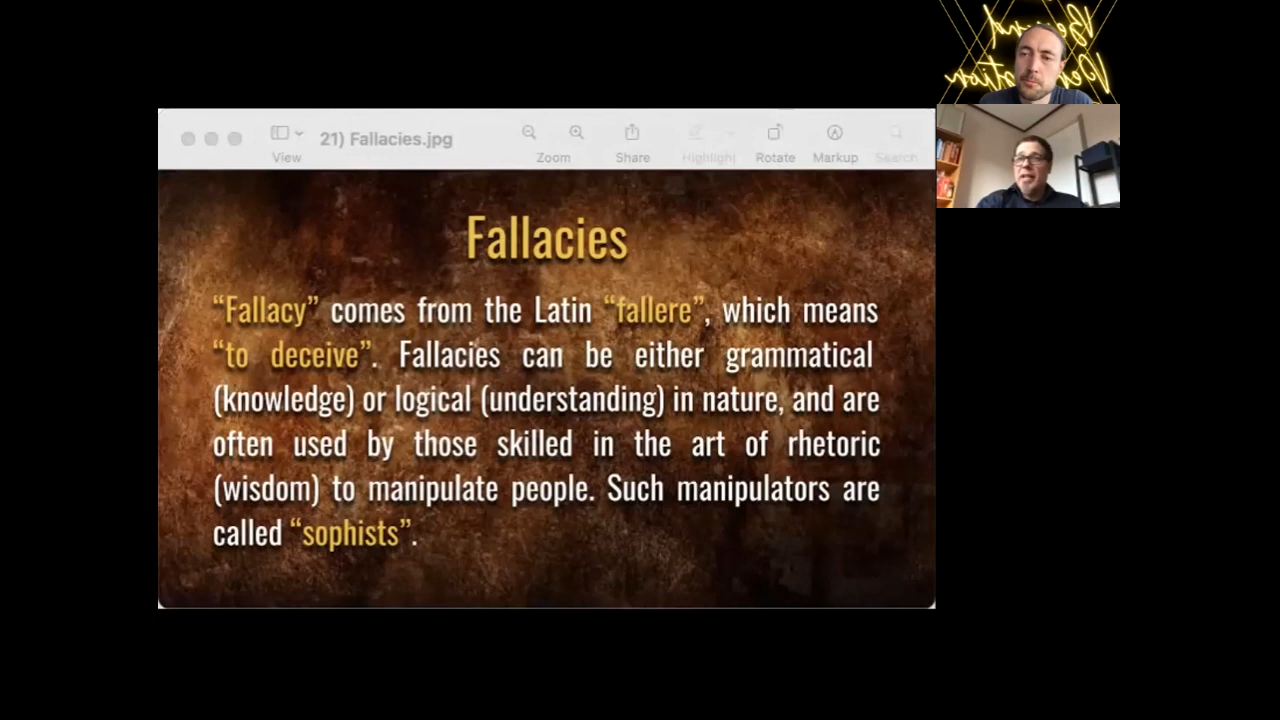 21) Fallacies.jpg
View
Zoom
Share
Highlight
Rotate
Markup
Search
Fallacies
“Fallacy” comes from the Latin “fallere”, which means
“to deceive”. Fallacies can be either grammatical
(knowledge) or logical (understanding) in nature, and are
often used by those skilled in the art of rhetoric
(wisdom) to manipulate people. Such manipulators are
called “sophists”.